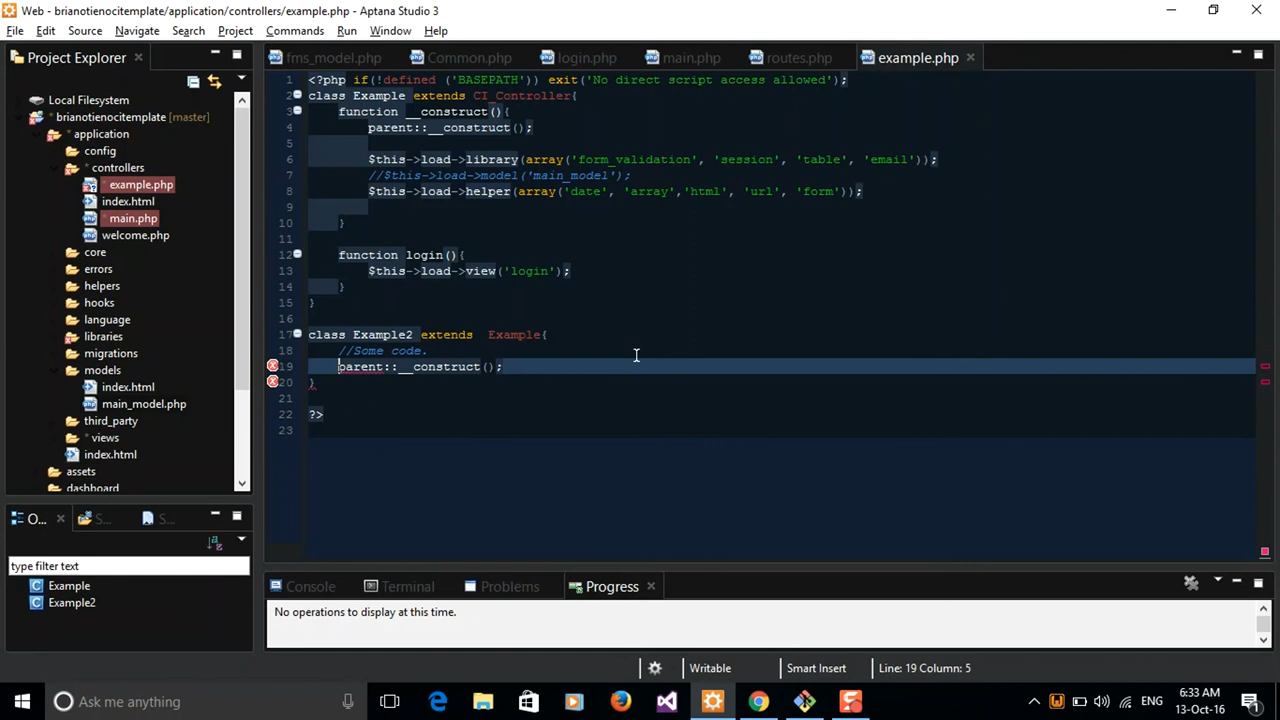 Web - brianotienocitemplate/application/controllers/example.php - Aptana Studio 3
File Edit Source Navigate Search Project Commands Run Window Help
Project Explorer
fms_model.php Common.php login.php main.php routes.php example.php
Local Filesystem
brianotienocitemplate [master]
* application
config
* controllers
* example.php
index.html
* main.php
welcome.php
core
errors
helpers
hooks
language
libraries
migrations
models
index.html
main_model.php
third_party
* views
index.html
assets
dashboard
1 <?php if(!defined ('BASEPATH')) exit('No direct script access allowed');
2 class Example extends CI_Controller{
3 function __construct(){
4 parent::__construct();
5
6 $this->load->library(array('form_validation', 'session', 'table', 'email'));
7 //$this->load->model('main_model');
8 $this->load->helper(array('date', 'array','html', 'url', 'form'));
9
10 }
11
12 function login(){
13 $this->load->view('login');
14 }
15 }
16
17 class Example2 extends  Example{
18 //Some code.
19 parent::__construct();
20 }
21
22 ?>
23
O... S... S...
type filter text
Example
Example2
Console Terminal Problems Progress
No operations to display at this time.
Writable Smart Insert Line: 19 Column: 5
Ask me anything
ENG
6:33 AM
13-Oct-16